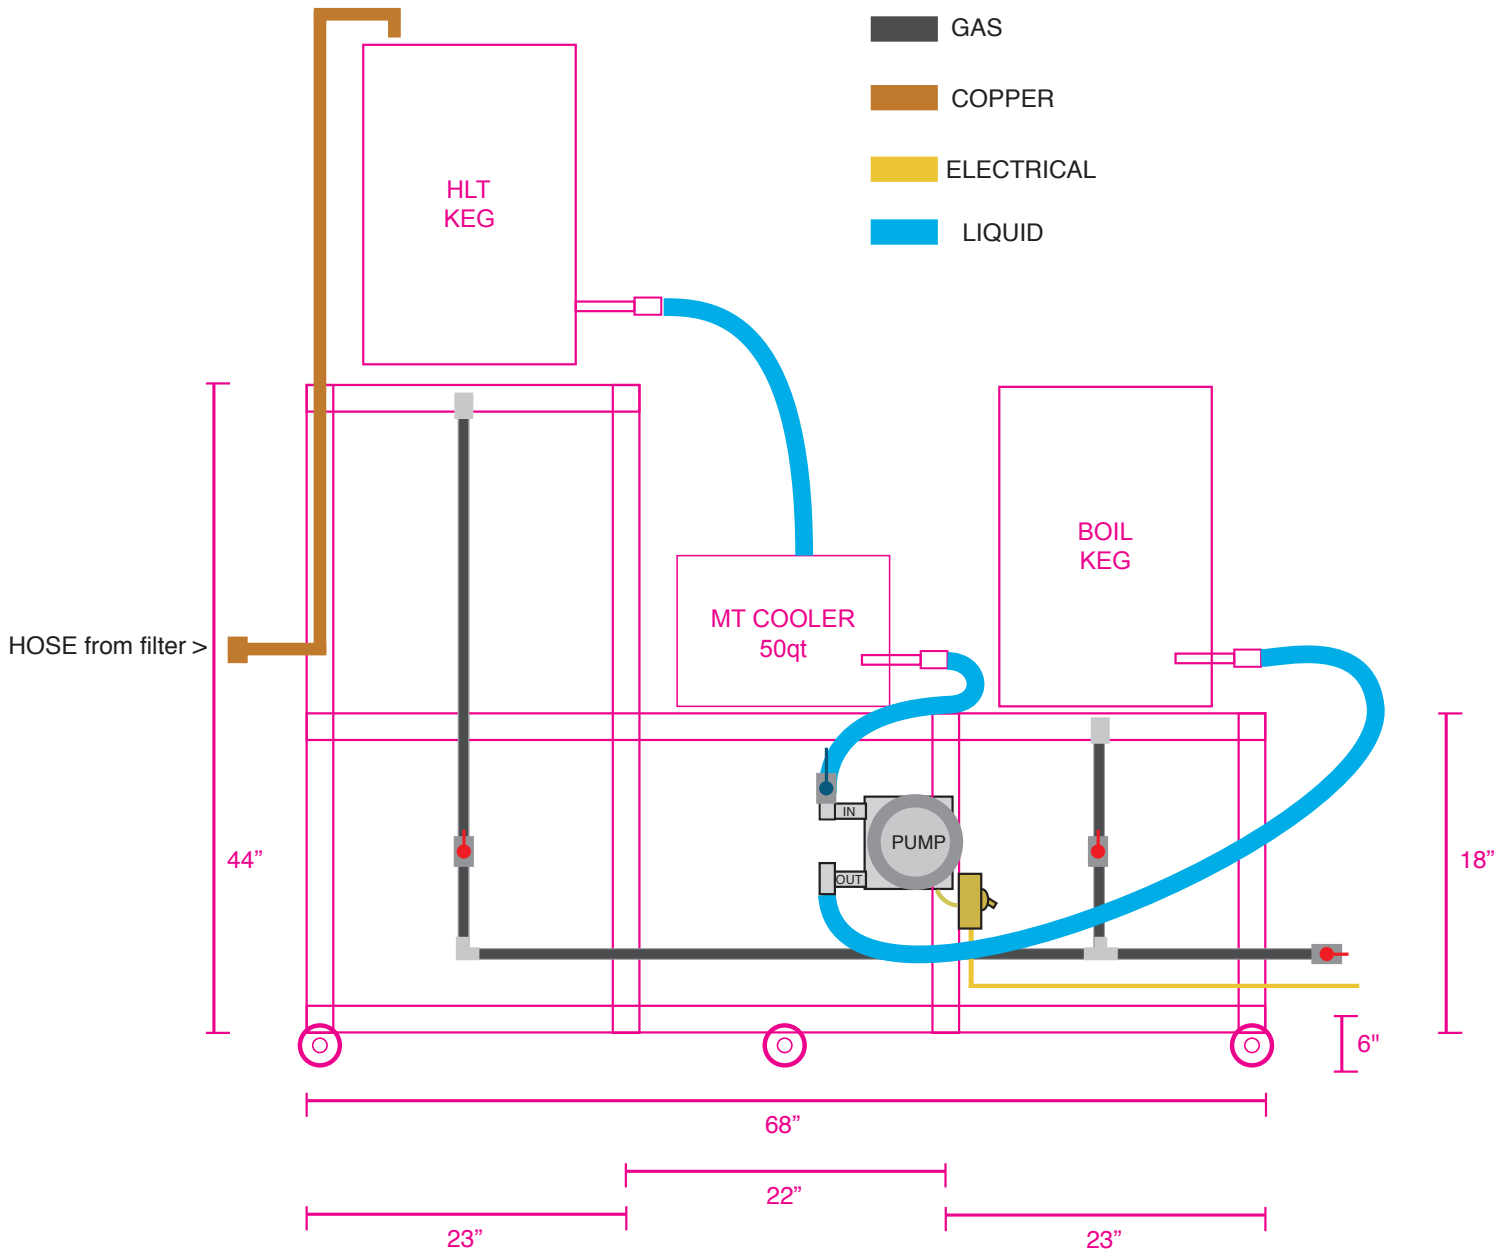 GAS
COPPER
ELECTRICAL
LIQUID
HLT
KEG
BOIL
KEG
MT COOLER
50qt
HOSE from filter >
IN
PUMP
OUT
44”
18”
6"
68”
22”
23”
23”